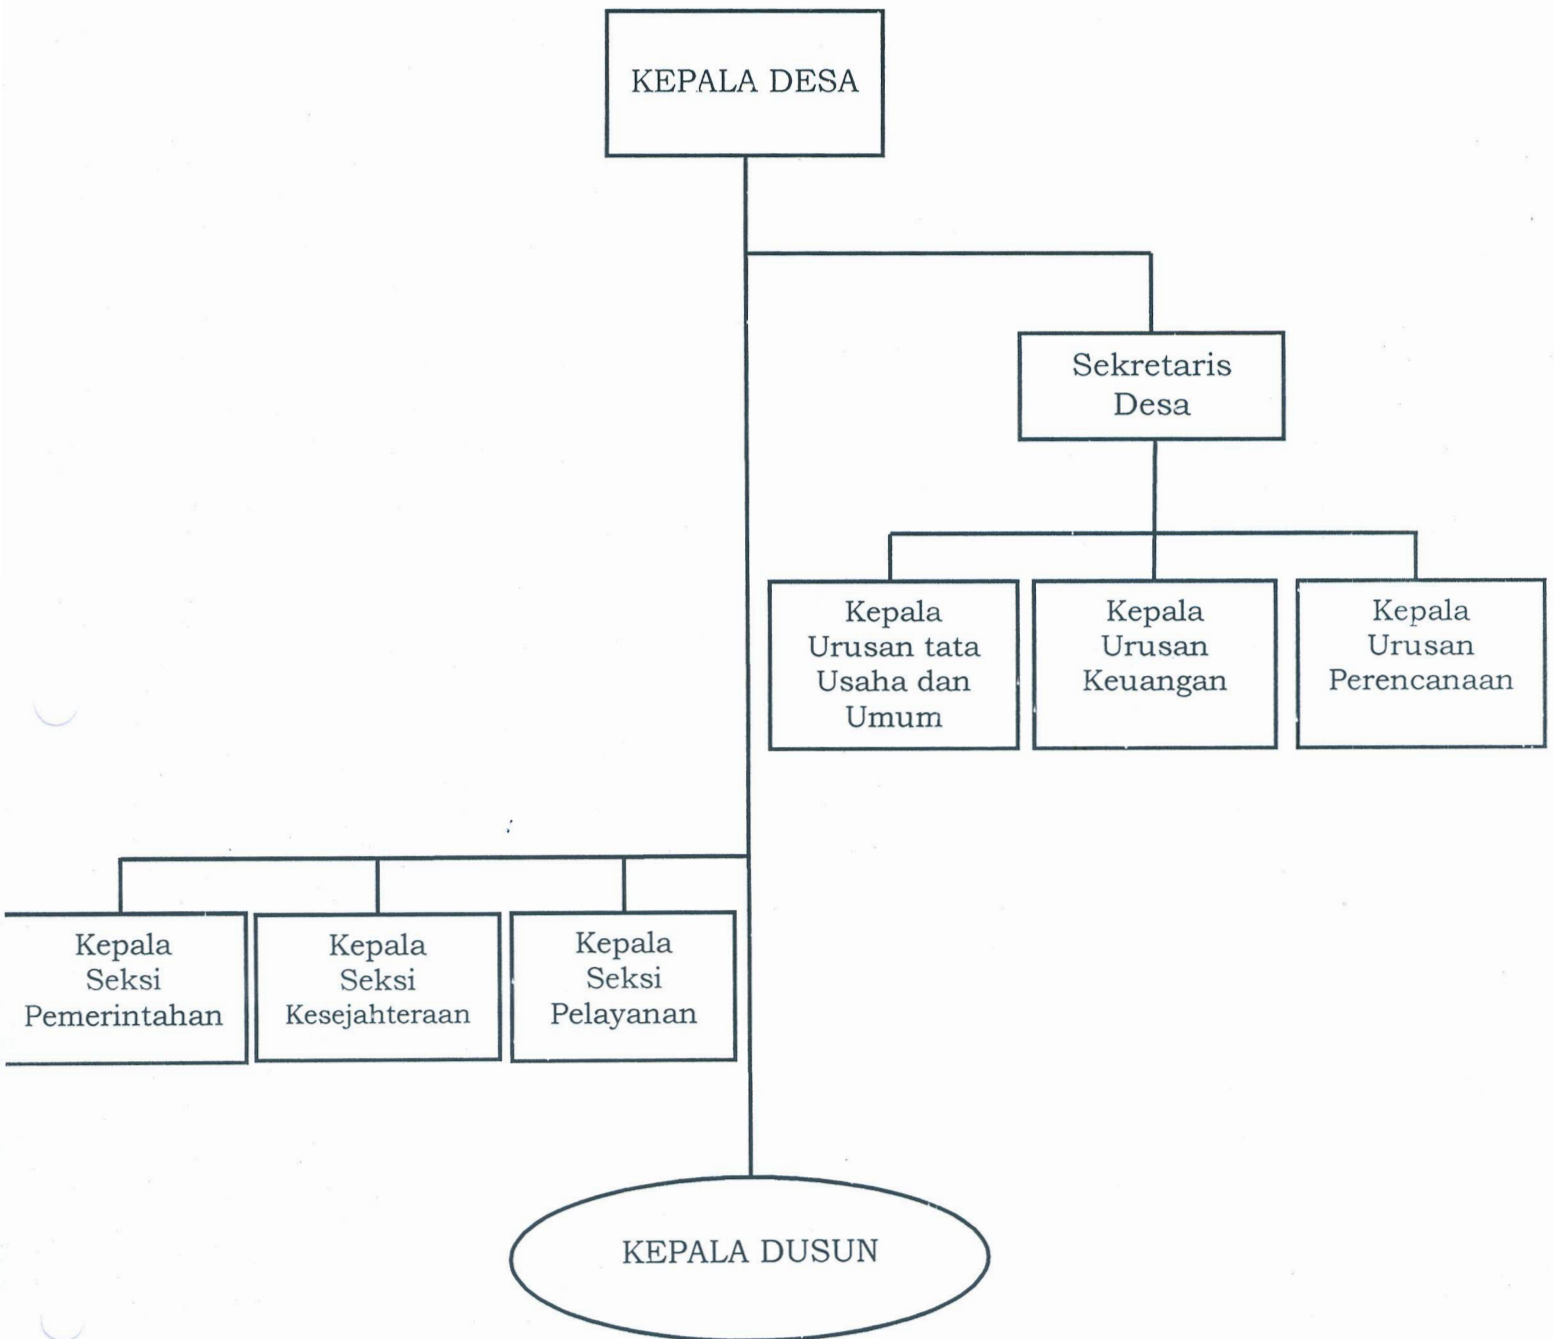 KEPALA DESA
Sekretaris
Desa
Kepala
Urusan tata
Usaha dan
Umum
Kepala
Urusan
Keuangan
Kepala
Urusan
Perencanaan
Kepala
Seksi
Pemerintahan
Kepala
Seksi
Kesejahteraan
Kepala
Seksi
Pelayanan
KEPALA DUSUN